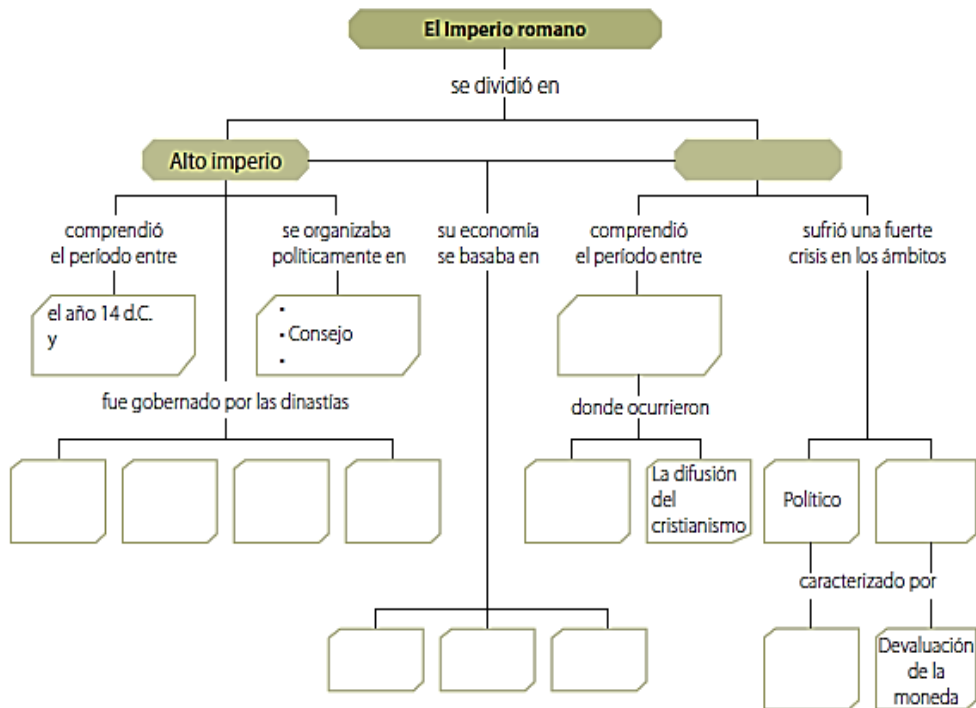 El Imperio romano
se dividió en
Alto imperio
comprendió
el período entre
se organizaba
políticamente en
su economía
se basaba en
comprendió
el período entre
sufrió una fuerte
crisis en los ámbitos
el año 14 d.C.
y
•
• Consejo
•
fue gobernado por las dinastías
donde ocurrieron
La difusión
del
cristianismo
Político
caracterizado por
Devaluación
de la
moneda